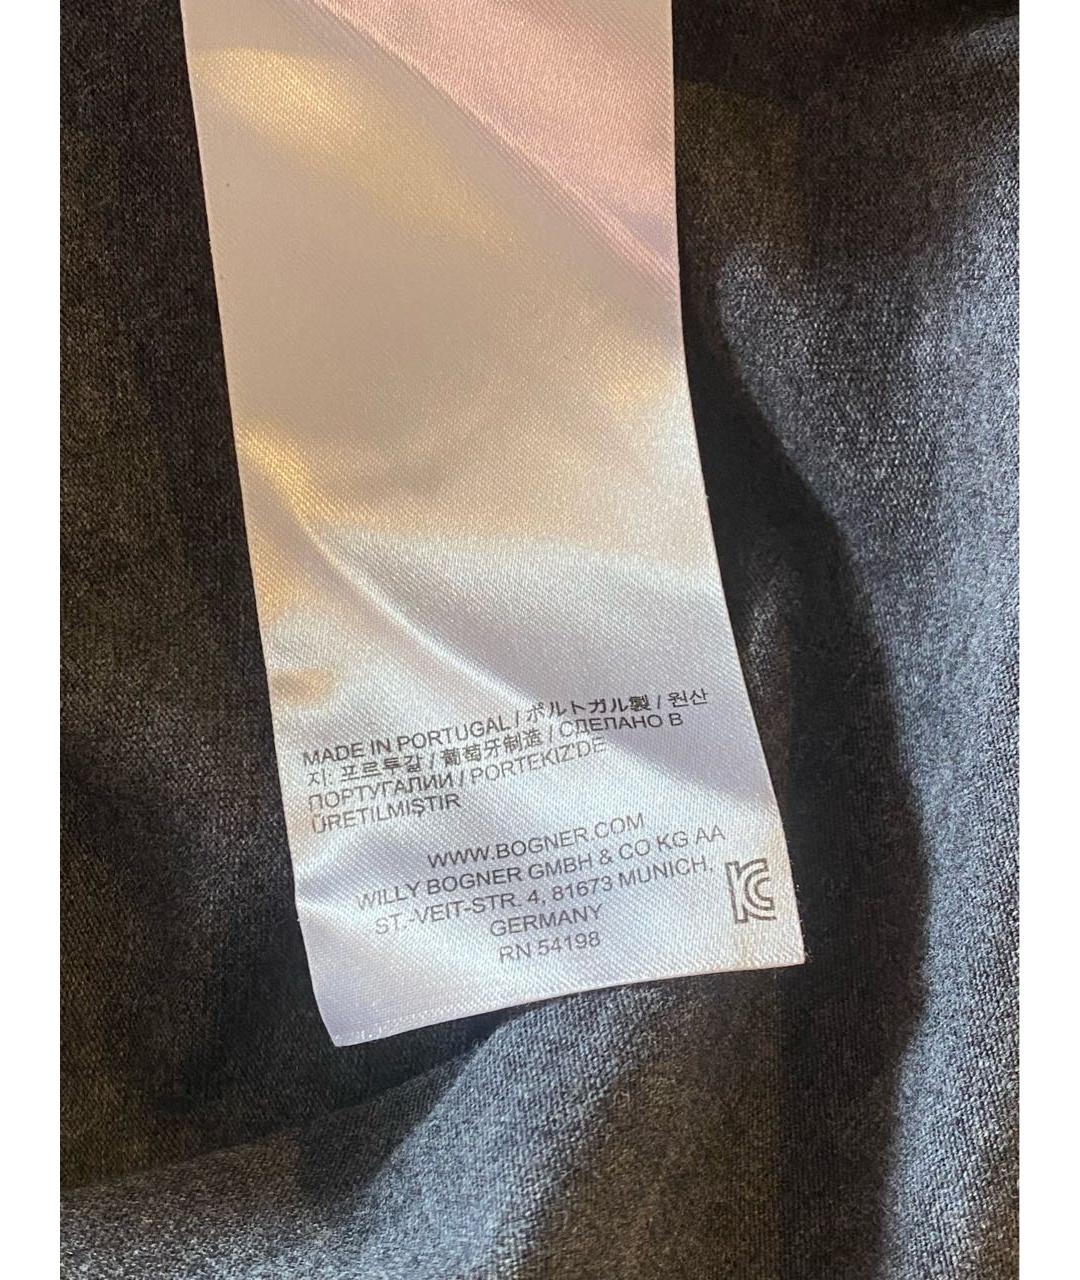 MADE IN PORTUGAL / ポルトガル製 / 원산
지: 포르투갈 / 葡萄牙制造 / СДЕЛАНО В
ПОРТУГАЛИИ / PORTEKIZ'DE
ÜRETILMIŞTIR
WWW.BOGNER.COM
WILLY BOGNER GMBH & CO KG AA
ST.-VEIT-STR. 4, 81673 MUNICH,
GERMANY
RN 54198
KC